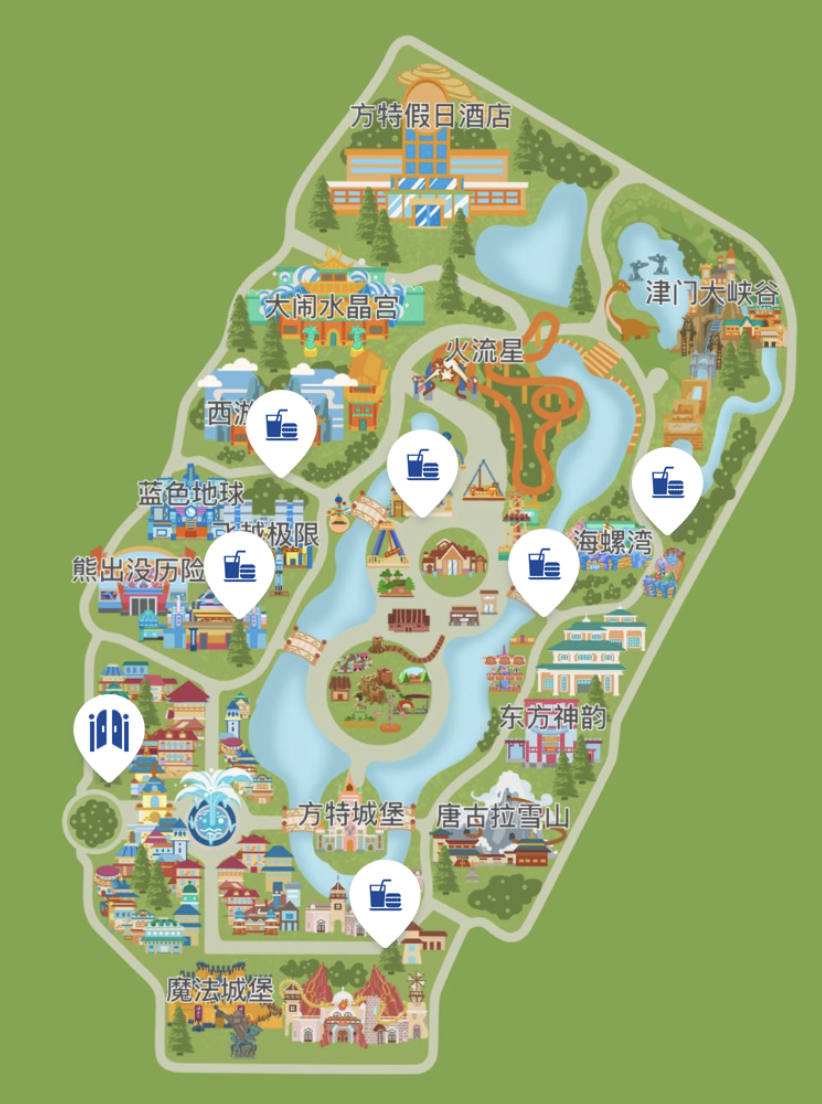 方特假日酒店
津门大峡谷
大闹水晶宫
火流星
西游
蓝色地球
飞越极限
海螺湾
熊出没历险
东方神韵
方特城堡
唐古拉雪山
魔法城堡